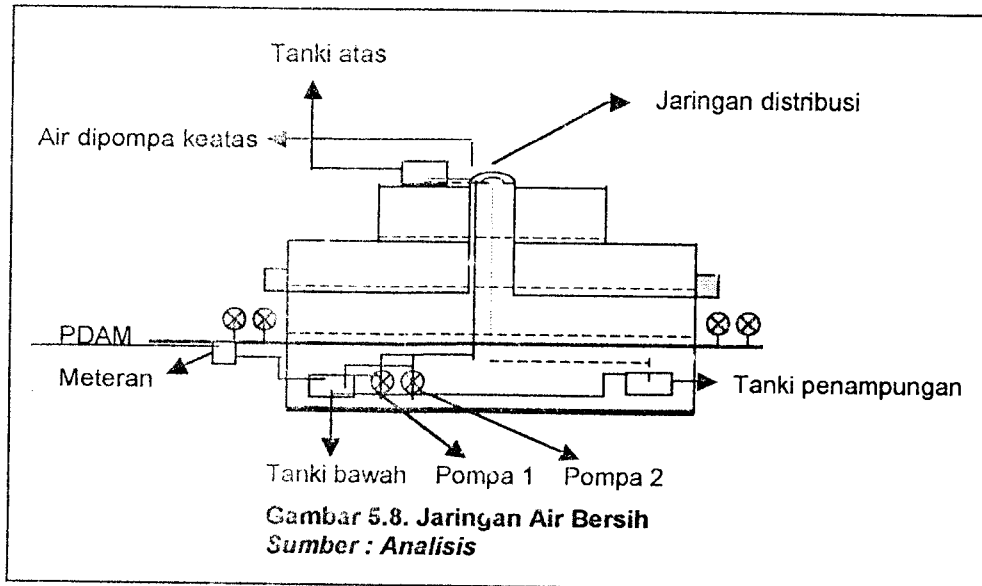 Tanki atas
Jaringan distribusi
Air dipompa keatas
PDAM
Meteran
Tanki penampungan
Tanki bawah Pompa 1 Pompa 2
Gambar 5.8. Jaringan Air Bersih
Sumber : Analisis